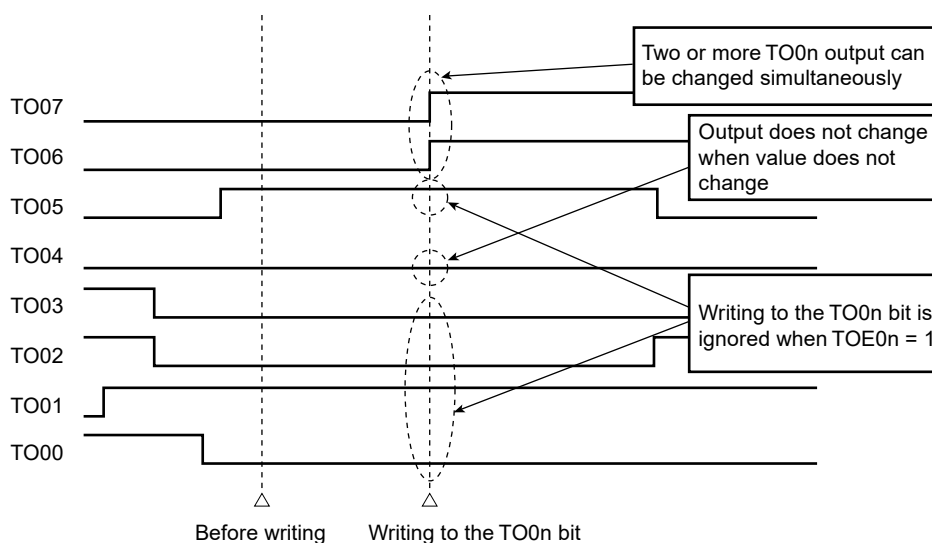 Two or more TO0n output can
be changed simultaneously
TO07
Output does not change
when value does not
change
TO06
TO05
TO04
TO03
Writing to the TO0n bit is
ignored when TOE0n = 1
TO02
TO01
TO00
Before writing
Writing to the TO0n bit